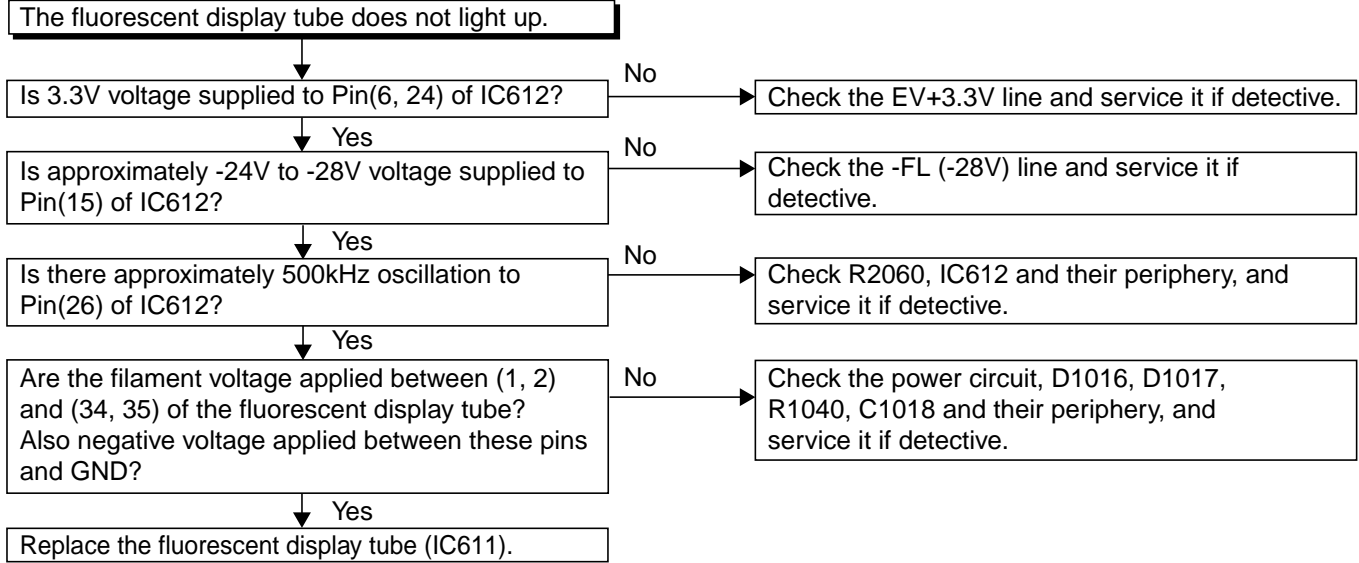 The fluorescent display tube does not light up.
No
Is 3.3V voltage supplied to Pin(6, 24) of IC612?
Check the EV+3.3V line and service it if detective.
Yes
No
Is approximately -24V to -28V voltage supplied to
Pin(15) of IC612?
Check the -FL (-28V) line and service it if
detective.
Yes
No
Is there approximately 500kHz oscillation to
Pin(26) of IC612?
Check R2060, IC612 and their periphery, and
service it if detective.
Yes
No
Are the filament voltage applied between (1, 2)
and (34, 35) of the fluorescent display tube?
Also negative voltage applied between these pins
and GND?
Check the power circuit, D1016, D1017,
R1040, C1018 and their periphery, and
service it if detective.
Yes
Replace the fluorescent display tube (IC611).